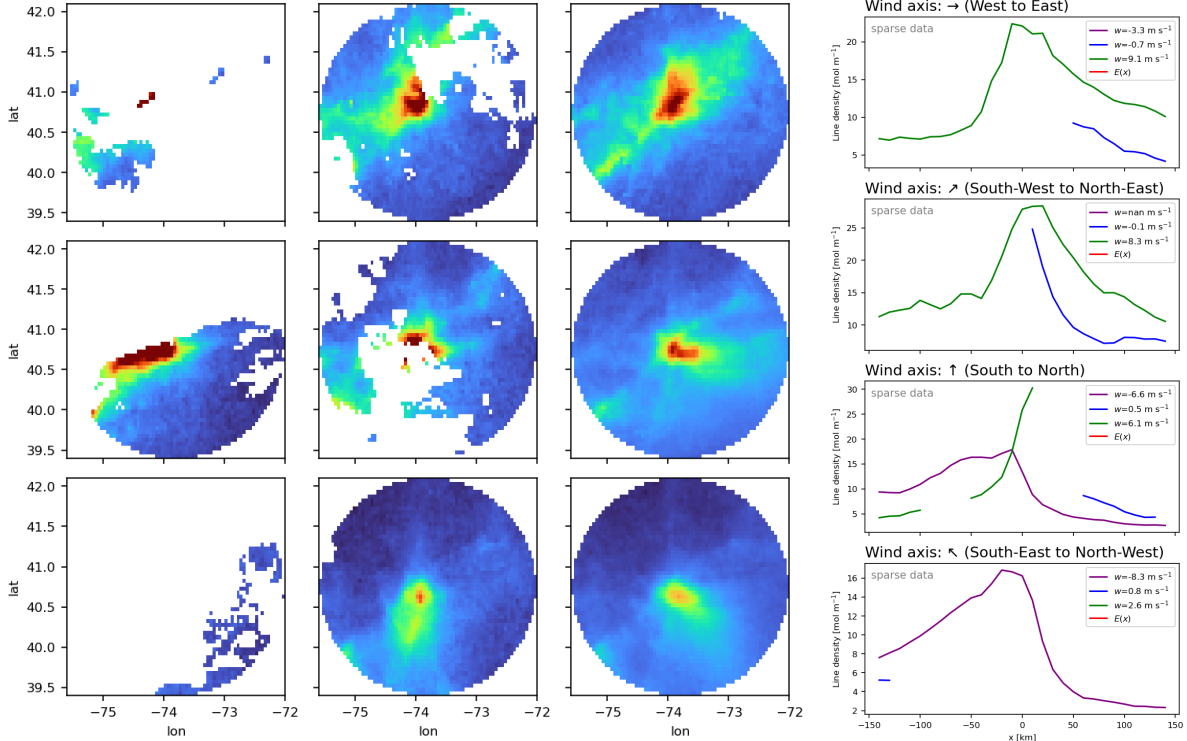 42.0
41.5
41.0
40.5
40.0
39.5
lat
42.0
41.5
41.0
40.5
40.0
39.5
lat
42.0
41.5
41.0
40.5
40.0
39.5
lat
−75 −74 −73 −72
lon
−75 −74 −73 −72
lon
−75 −74 −73 −72
lon
Wind axis: → (West to East)
sparse data
w=-3.3 m s⁻¹
w=-0.7 m s⁻¹
w=9.1 m s⁻¹
E(x)
20
15
10
5
Line density [mol m⁻¹]
Wind axis: ↗ (South-West to North-East)
sparse data
w=nan m s⁻¹
w=-0.1 m s⁻¹
w=8.3 m s⁻¹
E(x)
25
20
15
10
Line density [mol m⁻¹]
Wind axis: ↑ (South to North)
sparse data
w=-6.6 m s⁻¹
w=0.5 m s⁻¹
w=6.1 m s⁻¹
E(x)
30
25
20
15
10
5
Line density [mol m⁻¹]
Wind axis: ↖ (South-East to North-West)
sparse data
w=-8.3 m s⁻¹
w=0.8 m s⁻¹
w=2.6 m s⁻¹
E(x)
16
14
12
10
8
6
4
2
Line density [mol m⁻¹]
−150 −100 −50 0 50 100 150
x [km]